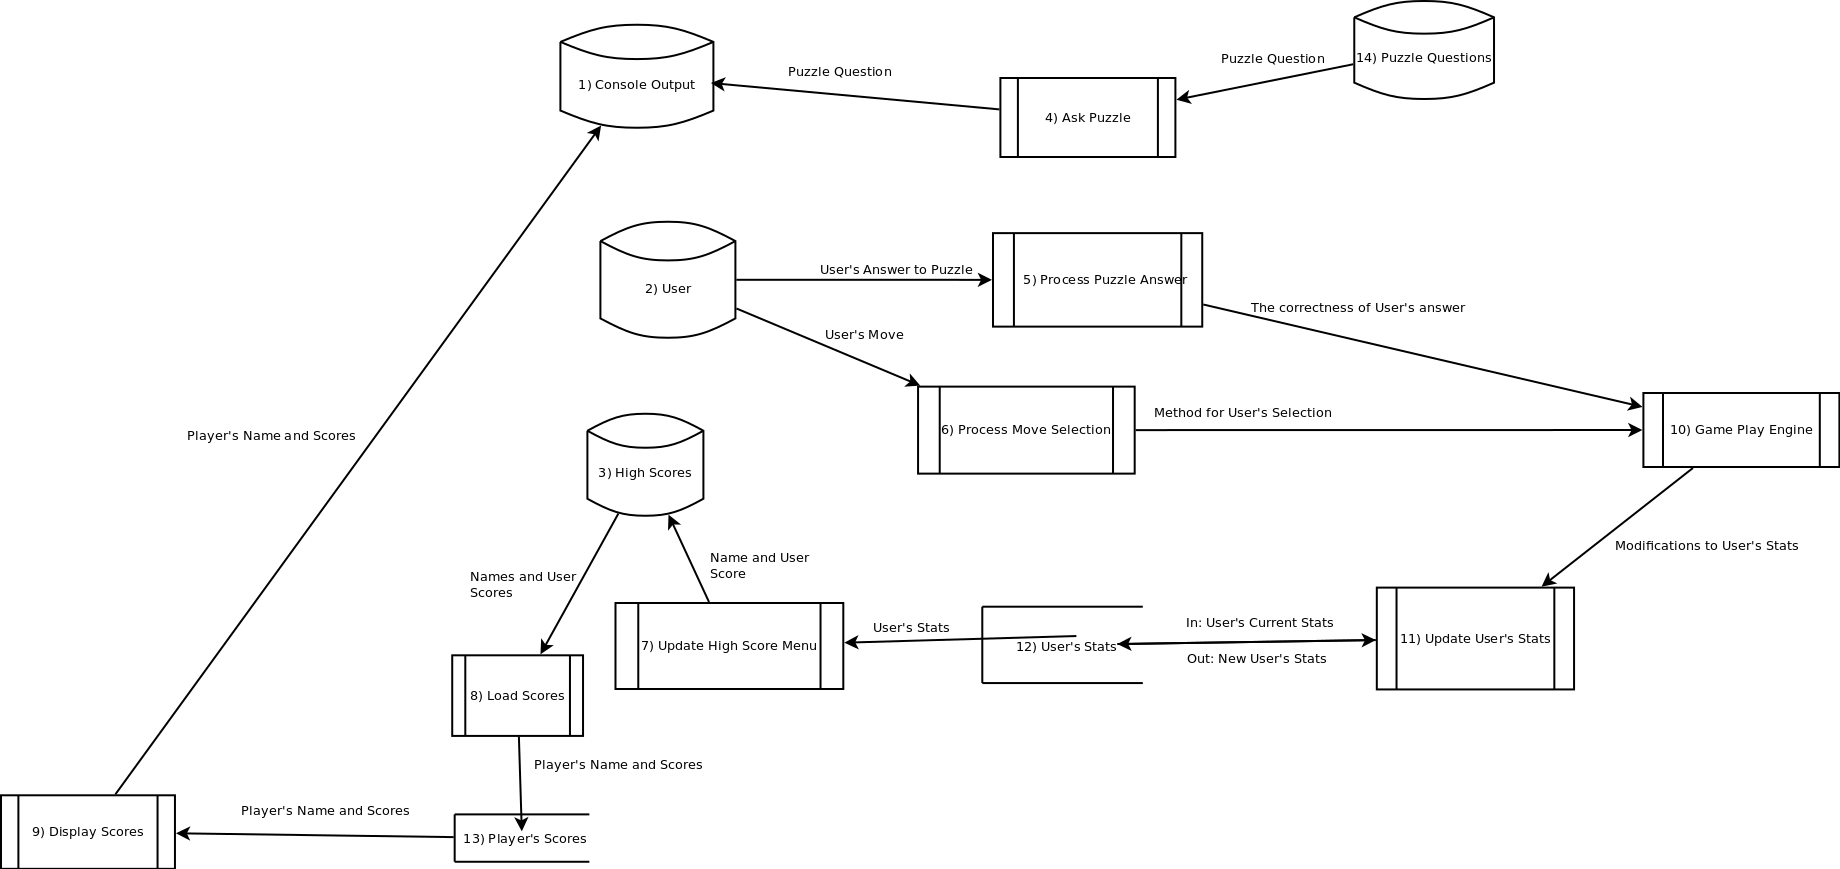 14) Puzzle Questions
Puzzle Question
Puzzle Question
1) Console Output
4) Ask Puzzle
User's Answer to Puzzle
5) Process Puzzle Answer
2) User
The correctness of User's answer
User's Move
Method for User's Selection
6) Process Move Selection
10) Game Play Engine
Player's Name and Scores
3) High Scores
Modifications to User's Stats
Name and User
Score
Names and User
Scores
User's Stats
In: User's Current Stats
7) Update High Score Menu
12) User's Stats
11) Update User's Stats
Out: New User's Stats
8) Load Scores
Player's Name and Scores
Player's Name and Scores
9) Display Scores
13) Player's Scores